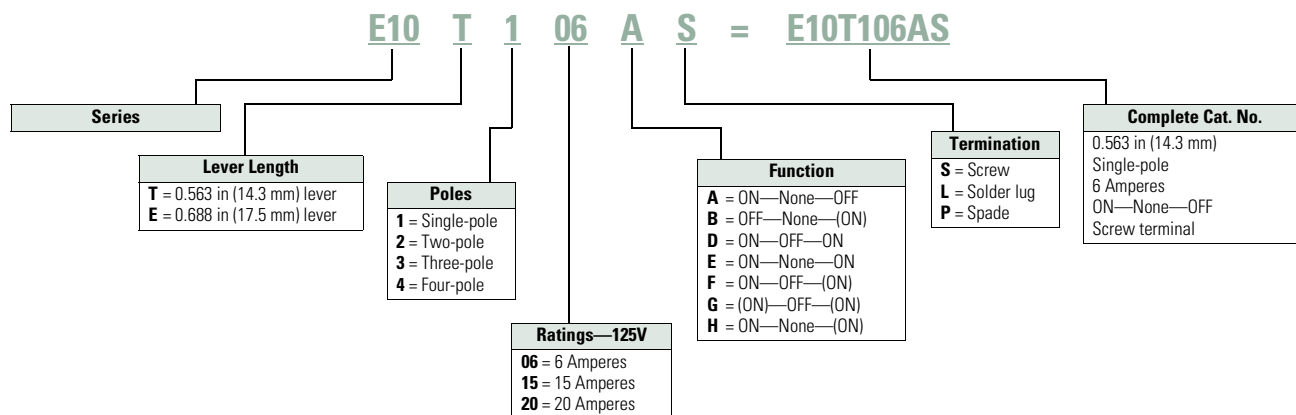 E10 T 1 06 A S = E10T106AS
Series
Lever Length
T = 0.563 in (14.3 mm) lever
E = 0.688 in (17.5 mm) lever
Poles
1 = Single-pole
2 = Two-pole
3 = Three-pole
4 = Four-pole
Ratings—125V
06 = 6 Amperes
15 = 15 Amperes
20 = 20 Amperes
Function
A = ON—None—OFF
B = OFF—None—(ON)
D = ON—OFF—ON
E = ON—None—ON
F = ON—OFF—(ON)
G = (ON)—OFF—(ON)
H = ON—None—(ON)
Termination
S = Screw
L = Solder lug
P = Spade
Complete Cat. No.
0.563 in (14.3 mm)
Single-pole
6 Amperes
ON—None—OFF
Screw terminal